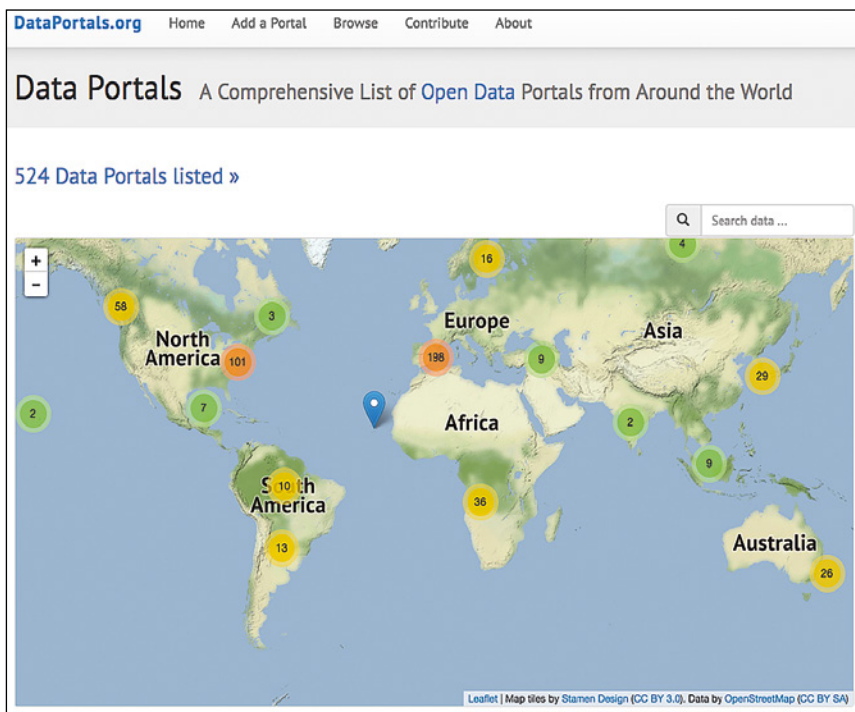 DataPortals.org Home Add a Portal Browse Contribute About
Data Portals A Comprehensive List of Open Data Portals from Around the World
524 Data Portals listed »
Search data ...
+
−
4
16
58
3
North
America
101
Europe
198
9
Asia
29
2
7
Africa
2
10
South
America
36
9
13
Australia
26
Leaflet | Map tiles by Stamen Design (CC BY 3.0). Data by OpenStreetMap (CC BY SA)